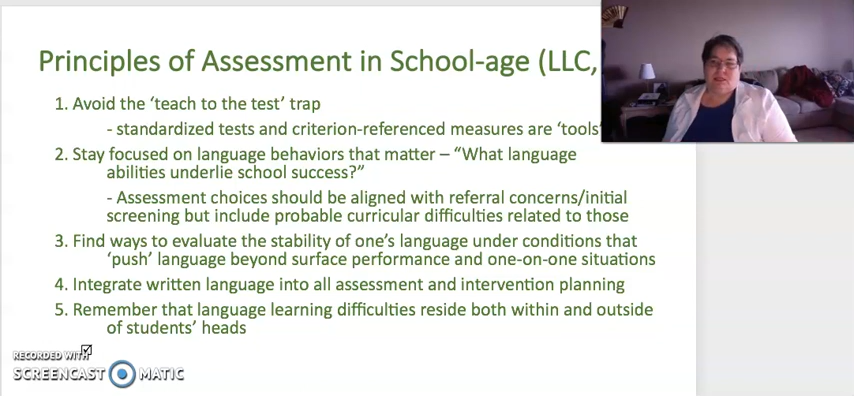 Principles of Assessment in School-age (LLC,
1. Avoid the ‘teach to the test’ trap
- standardized tests and criterion-referenced measures are ‘tools’
2. Stay focused on language behaviors that matter – “What language
abilities underlie school success?”
- Assessment choices should be aligned with referral concerns/initial
screening but include probable curricular difficulties related to those
3. Find ways to evaluate the stability of one’s language under conditions that
‘push’ language beyond surface performance and one-on-one situations
4. Integrate written language into all assessment and intervention planning
5. Remember that language learning difficulties reside both within and outside
of students’ heads
RECORDED WITH
SCREENCAST MATIC